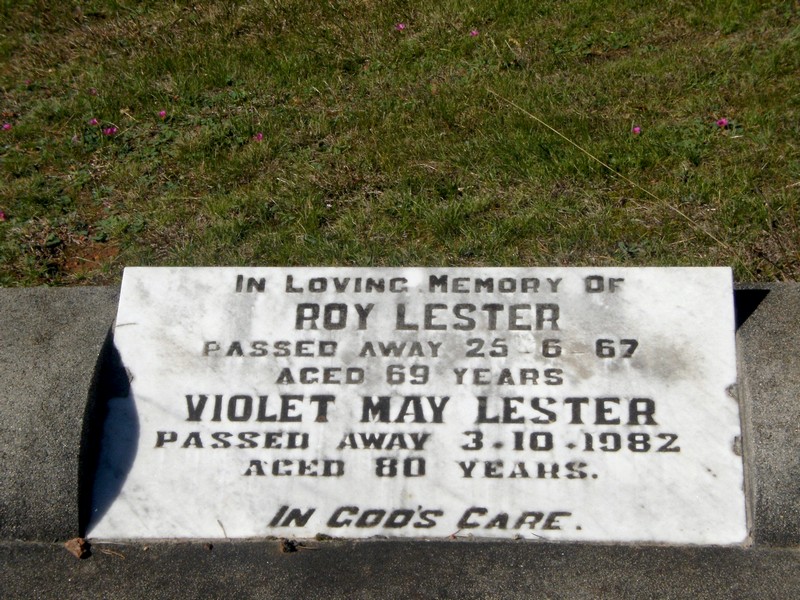 In Loving Memory Of
ROY LESTER
PASSED AWAY 25-6-67
AGED 69 YEARS
VIOLET MAY LESTER
PASSED AWAY 3.10.1982
AGED 80 YEARS.
In God's Care.